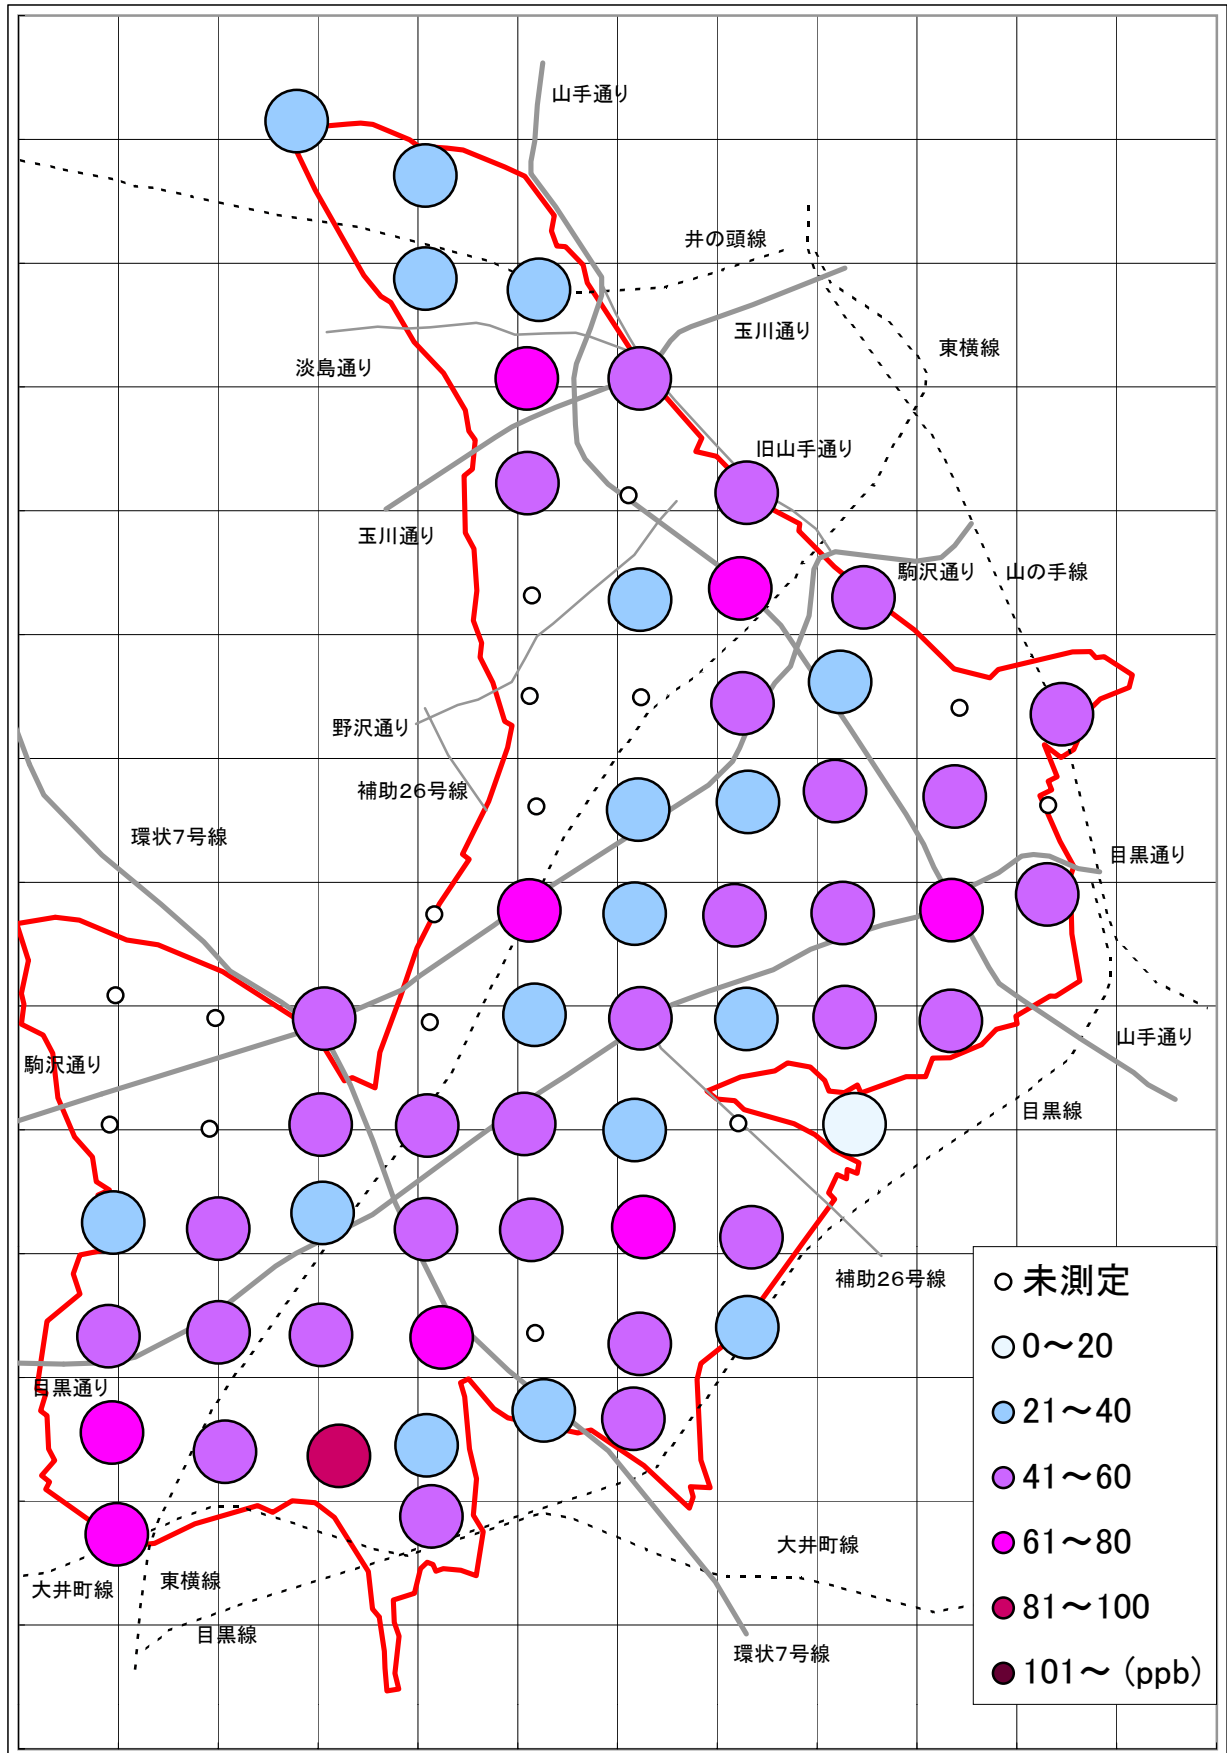 山手通り
井の頭線
玉川通り
東横線
淡島通り
旧山手通り
玉川通り
駒沢通り
山の手線
野沢通り
補助26号線
環状7号線
目黒通り
駒沢通り
山手通り
目黒線
補助26号線
未測定
0～20
目黒通り
21～40
41～60
61～80
大井町線
大井町線
東横線
81～100
目黒線
環状7号線
101～（ppb）